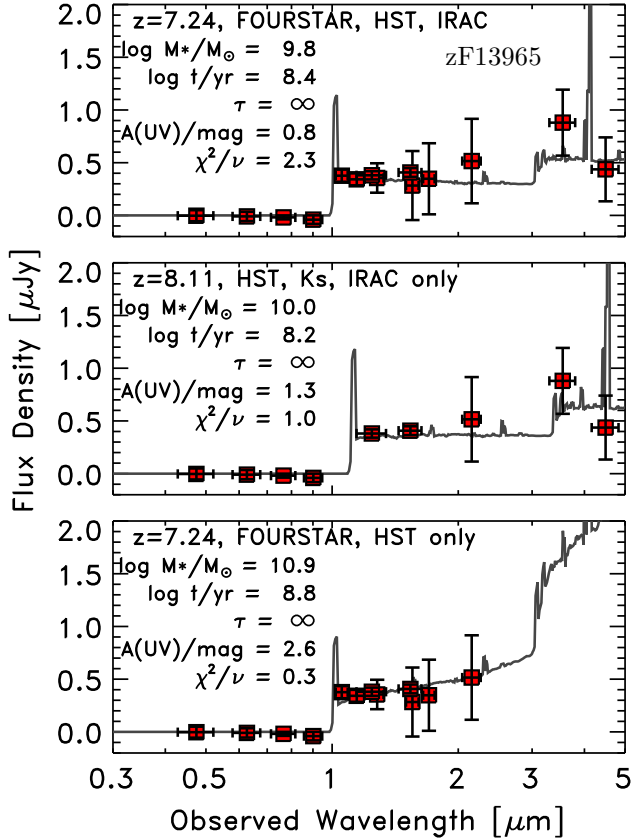 z=7.24, FOURSTAR, HST, IRAC
zF13965
log M*/M⊙ = 9.8
log t/yr = 8.4
τ = ∞
A(UV)/mag = 0.8
χ²/ν = 2.3
2.0
1.5
1.0
0.5
0.0
z=8.11, HST, Ks, IRAC only
log M*/M⊙ = 10.0
log t/yr = 8.2
τ = ∞
A(UV)/mag = 1.3
χ²/ν = 1.0
2.0
1.5
1.0
0.5
0.0
Flux Density [μJy]
z=7.24, FOURSTAR, HST only
log M*/M⊙ = 10.9
log t/yr = 8.8
τ = ∞
A(UV)/mag = 2.6
χ²/ν = 0.3
2.0
1.5
1.0
0.5
0.0
0.3 0.5 1 2 3 5
Observed Wavelength [μm]